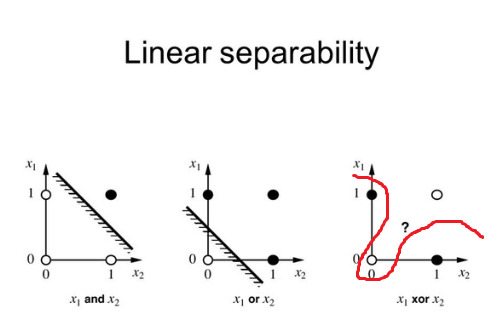 Linear separability
x₁ x₁ x₁
1 1 1
?
0 0 0
0 1 x₂ 0 1 x₂ 0 1 x₂
x₁ and x₂ x₁ or x₂ x₁ xor x₂